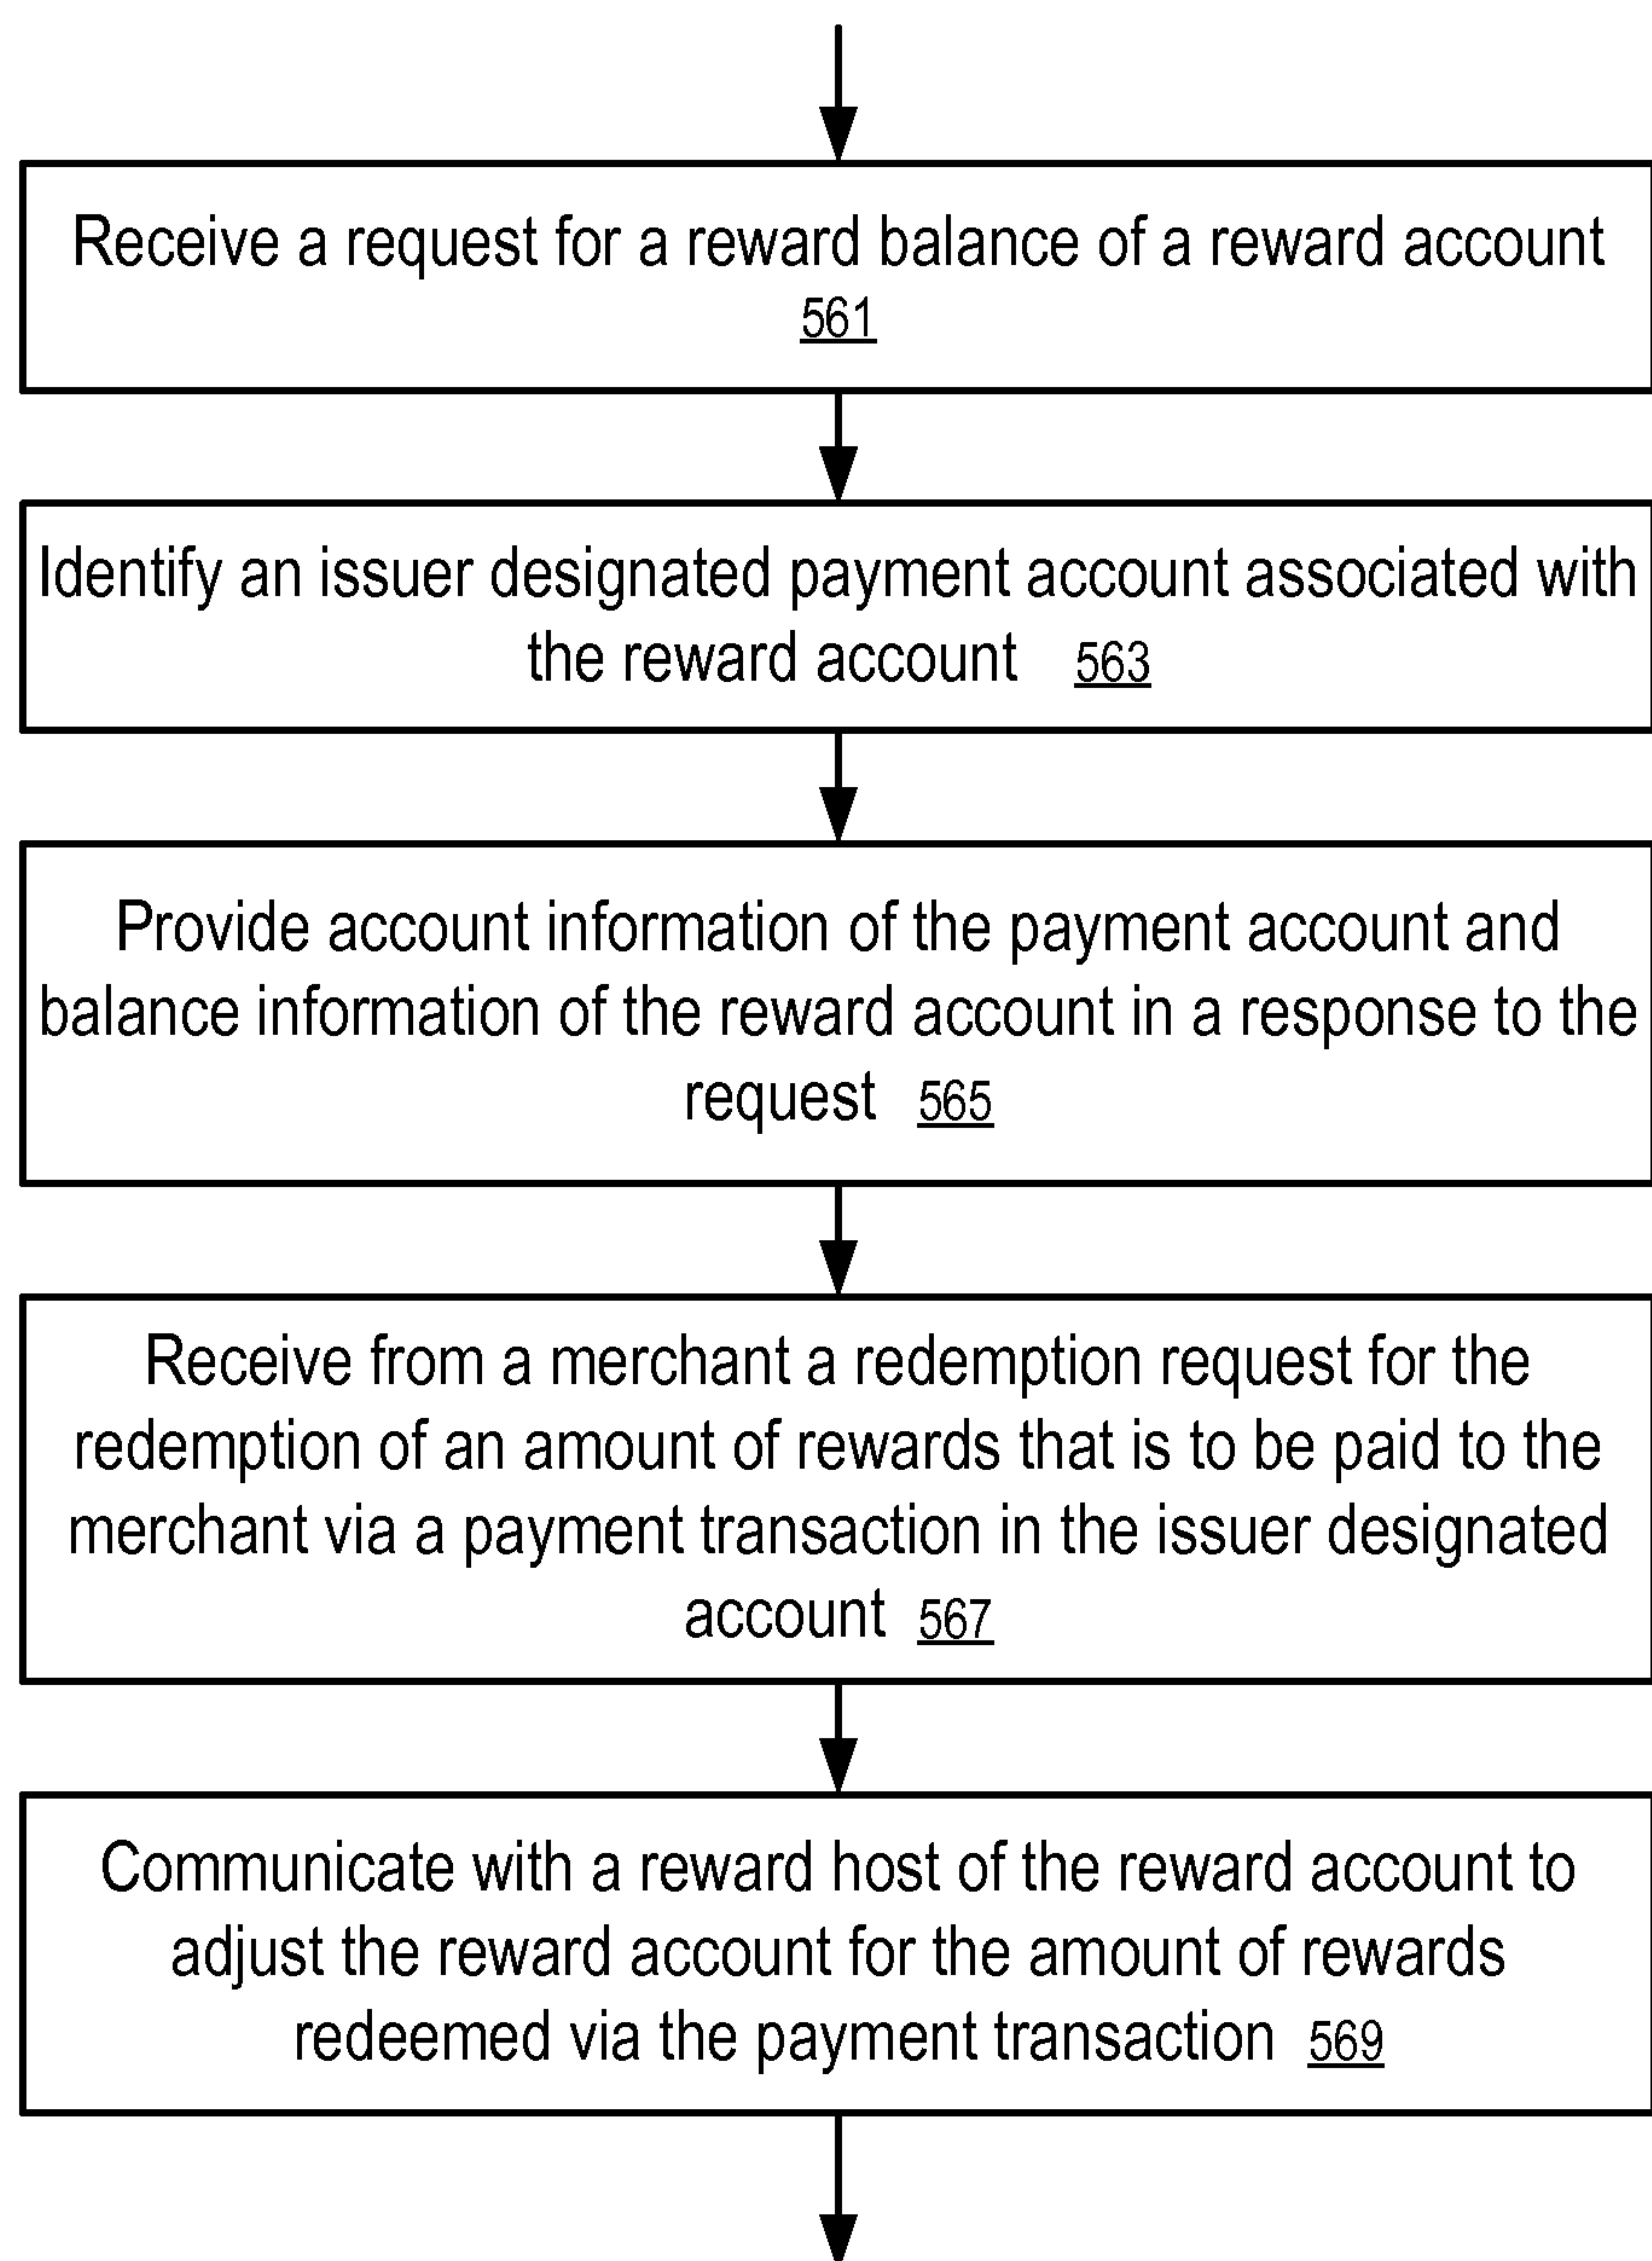 Receive a request for a reward balance of a reward account
561
Identify an issuer designated payment account associated with
the reward account 563
Provide account information of the payment account and
balance information of the reward account in a response to the
request 565
Receive from a merchant a redemption request for the
redemption of an amount of rewards that is to be paid to the
merchant via a payment transaction in the issuer designated
account 567
Communicate with a reward host of the reward account to
adjust the reward account for the amount of rewards
redeemed via the payment transaction 569